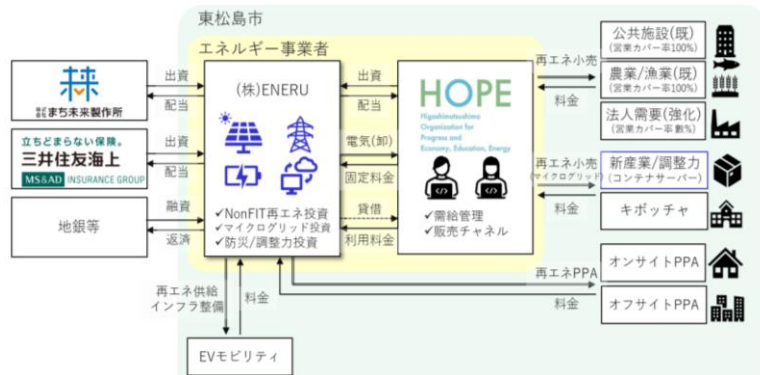 東松島市
エネルギー事業者
株式会社まち未来製作所
出資
配当
立ちどまらない保険。
三井住友海上
MS&AD INSURANCE GROUP
出資
配当
地銀等
融資
返済
(株)ENERU
✓NonFIT再エネ投資
✓マイクログリッド投資
✓防災/調整力投資
出資
配当
電気(卸)
固定料金
貸借
利用料金
HOPE
Higashimatsushima
Organization for
Progress and
Economy, Education, Energy
✓需給管理
✓販売チャネル
再エネ小売
料金
公共施設(既)
(営業カバー率100%)
農業/漁業(既)
(営業カバー率100%)
法人需要(強化)
(営業カバー率数%)
再エネ小売
(マイクログリッド)
料金
新産業/調整力
(コンテナサーバー)
キボッチャ
再エネPPA
料金
オンサイトPPA
オフサイトPPA
再エネ供給
インフラ整備
料金
EVモビリティ